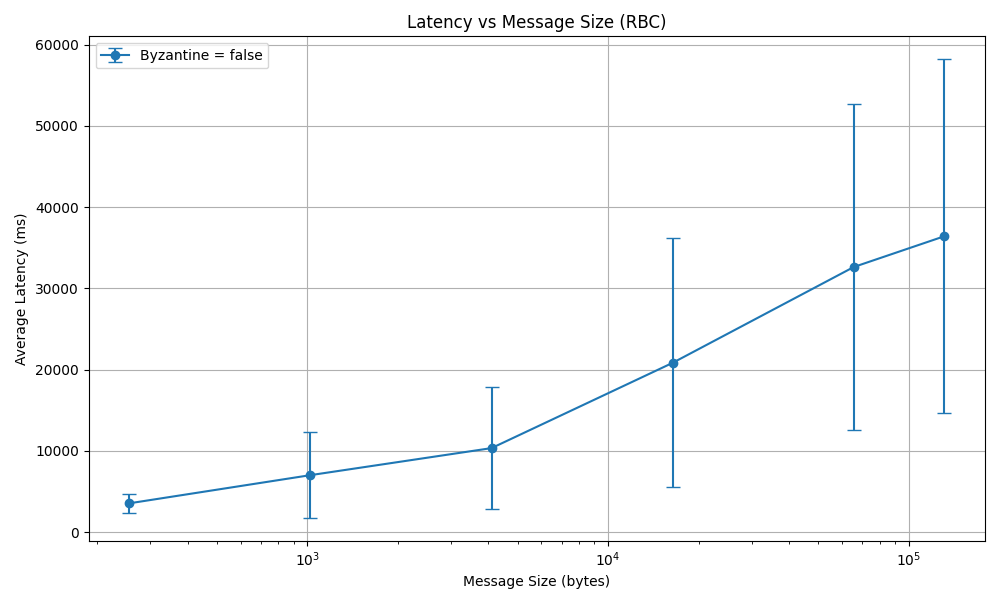 Latency vs Message Size (RBC)
Byzantine = false
Average Latency (ms)
60000
50000
40000
30000
20000
10000
0
10³
10⁴
10⁵
Message Size (bytes)